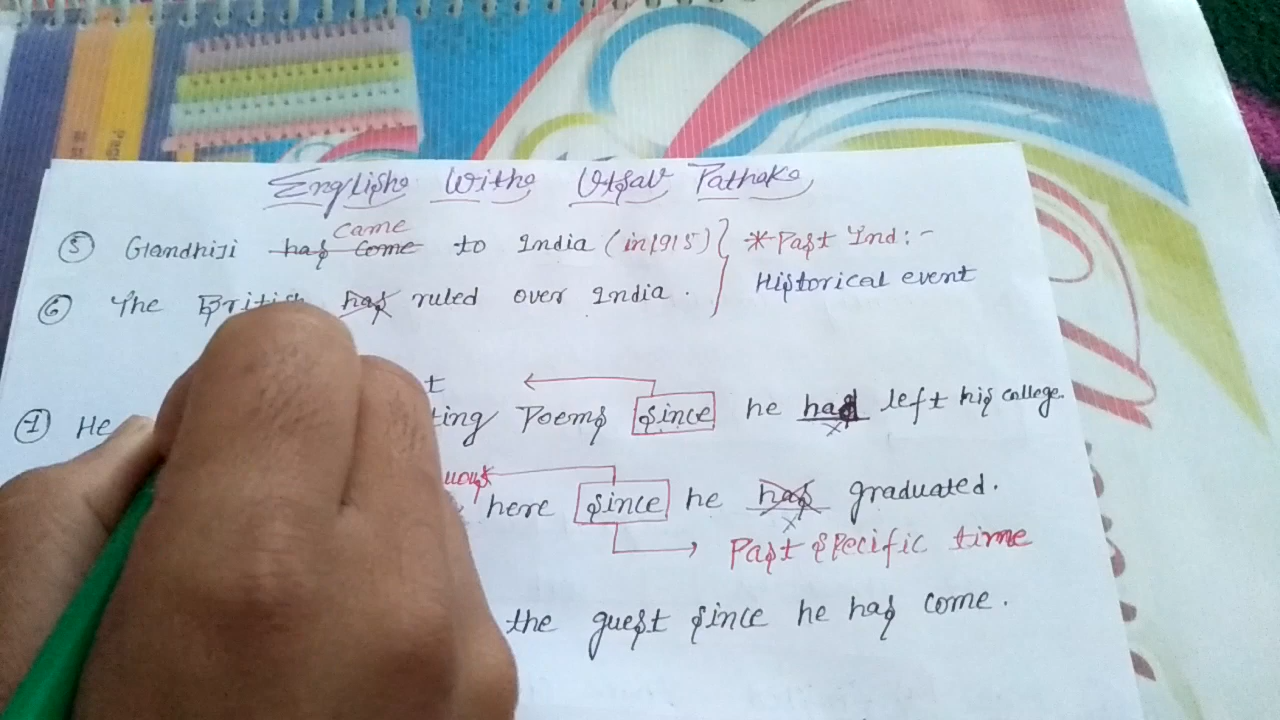 English With Utsav Pathak
came
⑤ Gandhiji has come to India (in 1915) } * Past Ind:-
⑥ The British has ruled over India. Historical event
t
① He ting Poems since he had left his college.
here since he has graduated.
x
Past specific time
the guest since he has come.